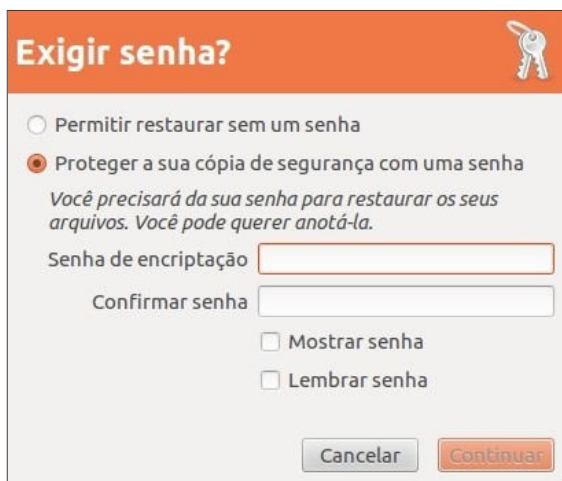 Exigir senha?
Permitir restaurar sem um senha
Proteger a sua cópia de segurança com uma senha
Você precisará da sua senha para restaurar os seus
arquivos. Você pode querer anotá-la.
Senha de encriptação
Confirmar senha
Mostrar senha
Lembrar senha
Cancelar
Continuar